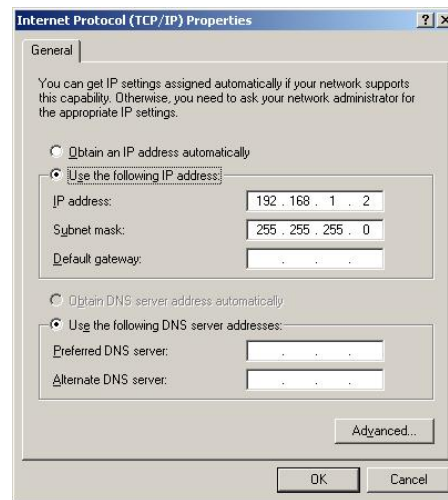 Internet Protocol (TCP/IP) Properties
? X
General
You can get IP settings assigned automatically if your network supports
this capability. Otherwise, you need to ask your network administrator for
the appropriate IP settings.
Obtain an IP address automatically
Use the following IP address:
IP address: 192 . 168 . 1 . 2
Subnet mask: 255 . 255 . 255 . 0
Default gateway: . . .
Obtain DNS server address automatically
Use the following DNS server addresses:
Preferred DNS server: . . .
Alternate DNS server: . . .
Advanced...
OK Cancel